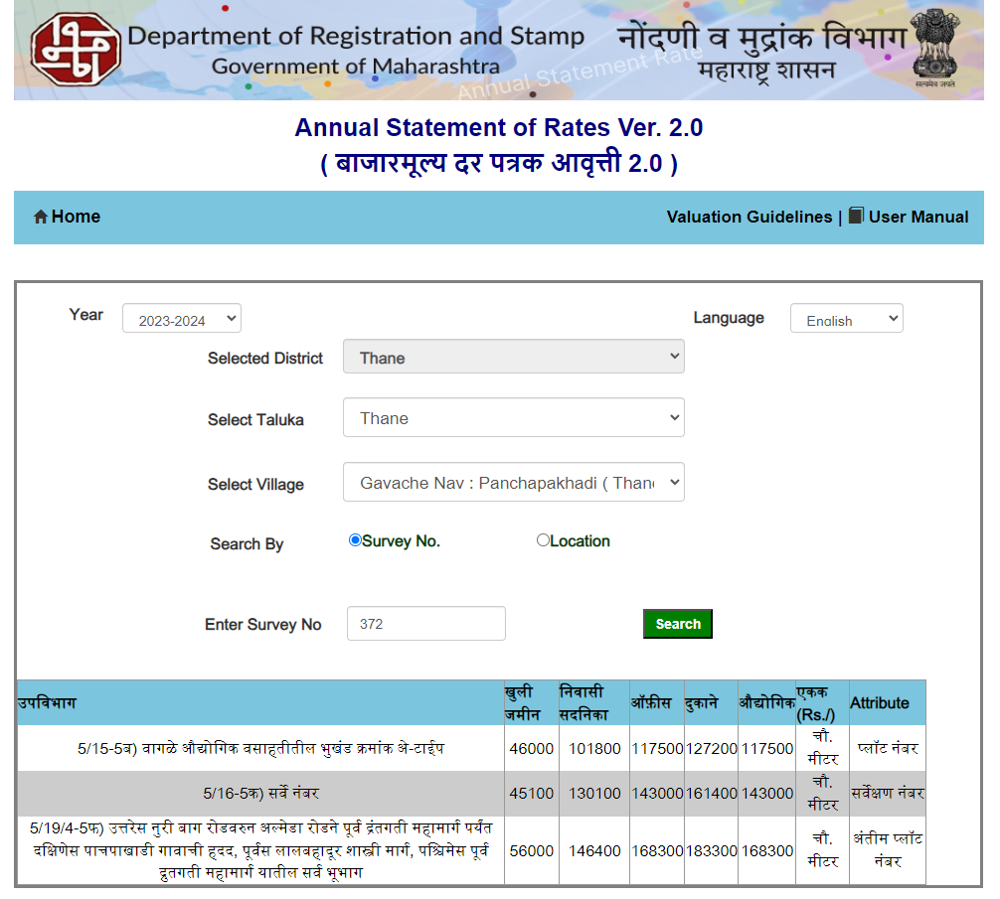 Department of Registration and Stamp
Government of Maharashtra
नोंदणी व मुद्रांक विभाग
महाराष्ट्र शासन
सत्यमेव जयते
Annual Statement Rate
Annual Statement of Rates Ver. 2.0
( बाजारमूल्य दर पत्रक आवृत्ती 2.0 )
Home
Valuation Guidelines | User Manual
Year 2023-2024 Language English
Selected District Thane
Select Taluka Thane
Select Village Gavache Nav : Panchapakhadi ( Than
Search By Survey No. Location
Enter Survey No 372 Search
उपविभाग खुली जमीन निवासी सदनिका ऑफ़ीस दुकाने औद्योगिक एकक (Rs./) Attribute
5/15-5ब) वागळे औद्योगिक वसाहतीतील भुखंड क्रमांक अे-टाईप 46000 101800 117500 127200 117500 चौ. मीटर प्लॉट नंबर
5/16-5क) सर्वे नंबर 45100 130100 143000 161400 143000 चौ. मीटर सर्वेक्षण नंबर
5/19/4-5फ) उत्तरेस नुरी बाग रोडवरुन अल्मेडा रोडने पूर्व द्रंतगती महामार्ग पर्यंत
दक्षिणेस पाचपाखाडी गावाची हदद, पूर्वस लालबहादूर शास्त्री मार्ग, पश्चिमेस पूर्व
द्रुतगती महामार्ग यातील सर्व भूभाग 56000 146400 168300 183300 168300 चौ. मीटर अंतीम प्लॉट नंबर